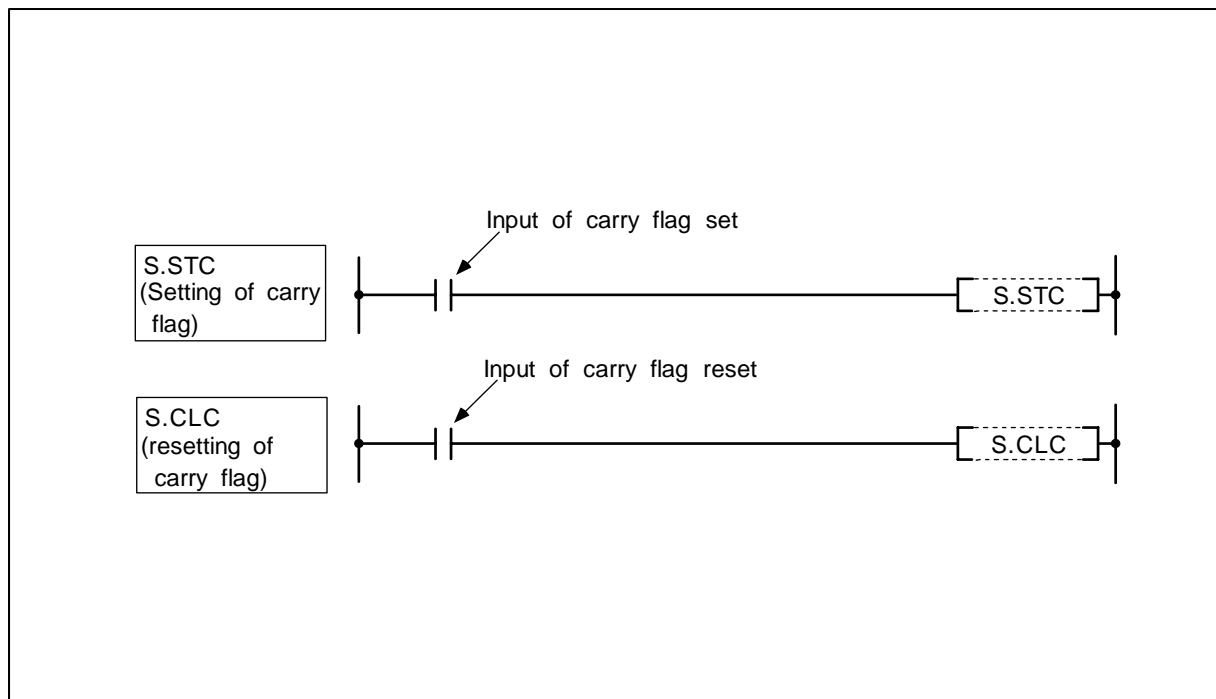 Input of carry flag set
S.STC
(Setting of carry
flag)
S.STC
Input of carry flag reset
S.CLC
(resetting of
carry flag)
S.CLC